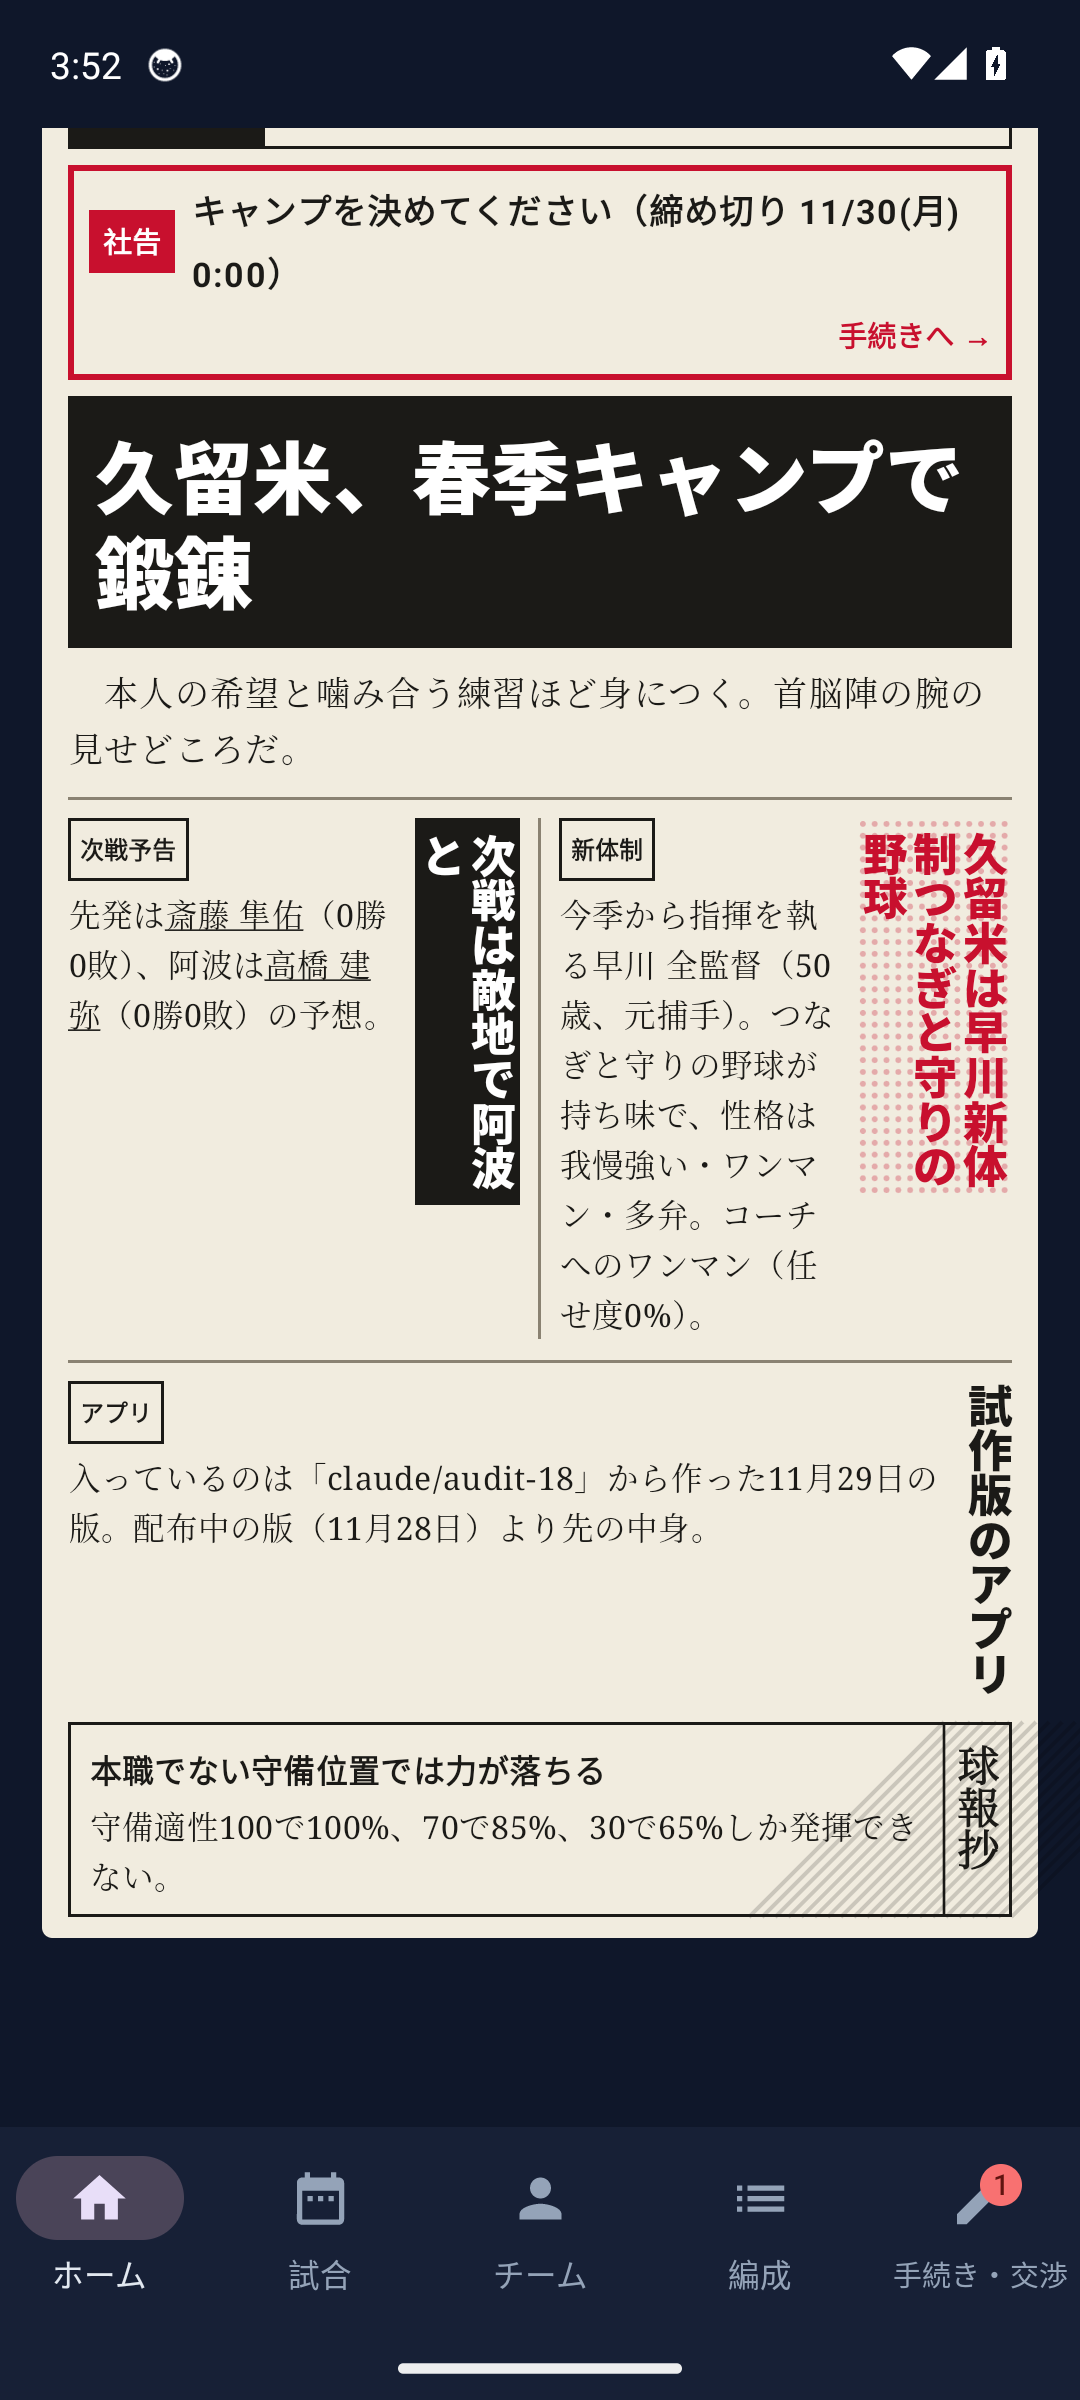 3:52
社告
キャンプを決めてください（締め切り 11/30(月)
0:00）
手続きへ →
久留米、春季キャンプで
鍛錬
本人の希望と噛み合う練習ほど身につく。首脳陣の腕の
見せどころだ。
次戦は敵地で阿波
と
次戦予告
先発は斎藤 隼佑（0勝
0敗）、阿波は高橋 建
弥（0勝0敗）の予想。
久留米は早川新体
制つなぎと守りの
野球
新体制
今季から指揮を執
る早川 全監督（50
歳、元捕手）。つな
ぎと守りの野球が
持ち味で、性格は
我慢強い・ワンマ
ン・多弁。コーチ
へのワンマン（任
せ度0%）。
試作版のアプリ
アプリ
入っているのは「claude/audit-18」から作った11月29日の
版。配布中の版（11月28日）より先の中身。
球報抄
本職でない守備位置では力が落ちる
守備適性100で100%、70で85%、30で65%しか発揮でき
ない。
ホーム
試合
チーム
編成
1
手続き・交渉